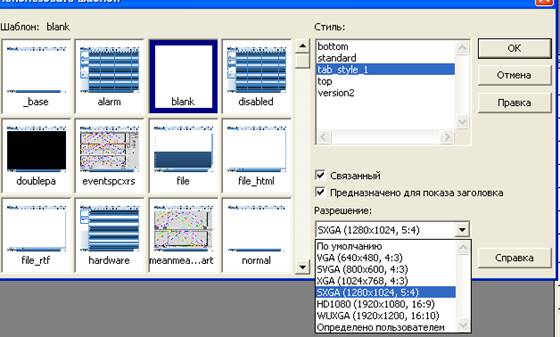 Использовать шаблон
Шаблон: blank
_base
alarm
blank
disabled
doublepa
eventspcxrs
file
file_html
file_rtf
hardware
meanmea...art
normal
Стиль:
bottom
standard
tab_style_1
top
version2
OK
Отмена
Правка
Связанный
Предназначено для показа заголовка
Разрешение:
SXGA (1280x1024, 5:4)
По умолчанию
VGA (640x480, 4:3)
SVGA (800x600, 4:3)
XGA (1024x768, 4:3)
SXGA (1280x1024, 5:4)
HD1080 (1920x1080, 16:9)
WUXGA (1920x1200, 16:10)
Определено пользователем
Справка